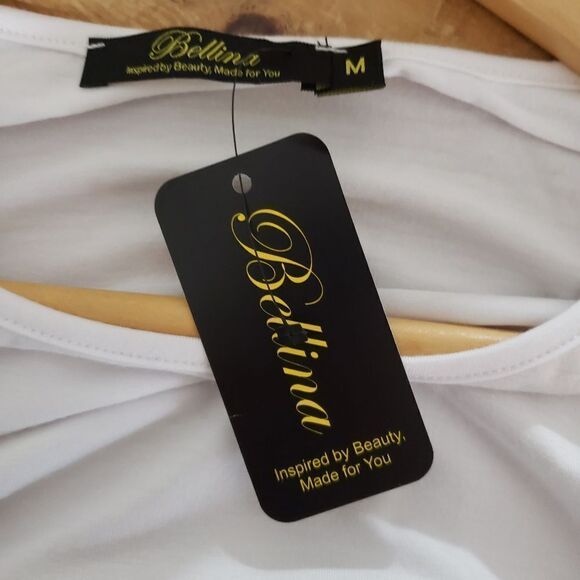 Bellina
Inspired by Beauty, Made for You
M
Bellina
Inspired by Beauty,
Made for You